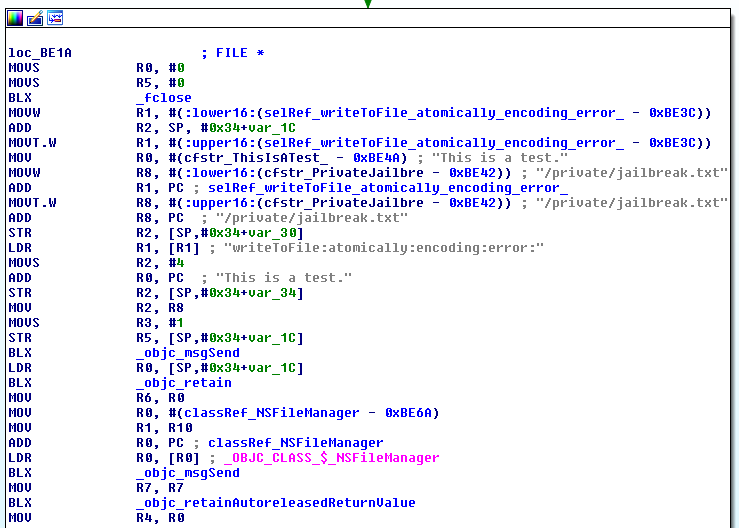 loc_BE1A ; FILE *
MOVS R0, #0
MOVS R5, #0
BLX _fclose
MOVW R1, #(:lower16:(selRef_writeToFile_atomically_encoding_error_ - 0xBE3C))
ADD R2, SP, #0x34+var_1C
MOVT.W R1, #(:upper16:(selRef_writeToFile_atomically_encoding_error_ - 0xBE3C))
MOV R0, #(cfstr_ThisIsATest_ - 0xBE4A) ; "This is a test."
MOVW R8, #(:lower16:(cfstr_PrivateJailbre - 0xBE42)) ; "/private/jailbreak.txt"
ADD R1, PC ; selRef_writeToFile_atomically_encoding_error_
MOVT.W R8, #(:upper16:(cfstr_PrivateJailbre - 0xBE42)) ; "/private/jailbreak.txt"
ADD R8, PC ; "/private/jailbreak.txt"
STR R2, [SP,#0x34+var_30]
LDR R1, [R1] ; "writeToFile:atomically:encoding:error:"
MOVS R2, #4
ADD R0, PC ; "This is a test."
STR R2, [SP,#0x34+var_34]
MOV R2, R8
MOVS R3, #1
STR R5, [SP,#0x34+var_1C]
BLX _objc_msgSend
LDR R0, [SP,#0x34+var_1C]
BLX _objc_retain
MOV R6, R0
MOV R0, #(classRef_NSFileManager - 0xBE6A)
MOV R1, R10
ADD R0, PC ; classRef_NSFileManager
LDR R0, [R0] ; _OBJC_CLASS_$_NSFileManager
BLX _objc_msgSend
MOV R7, R7
BLX _objc_retainAutoreleasedReturnValue
MOV R4, R0